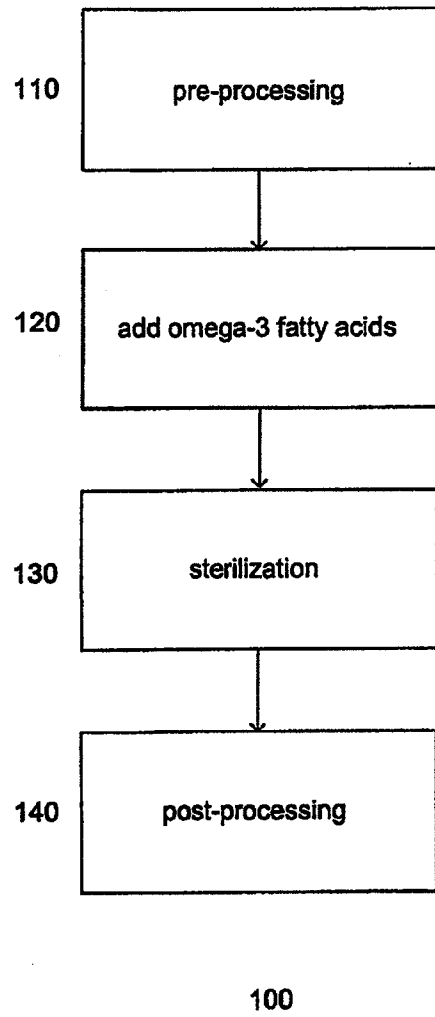 110
pre-processing
120
add omega-3 fatty acids
130
sterilization
140
post-processing
100